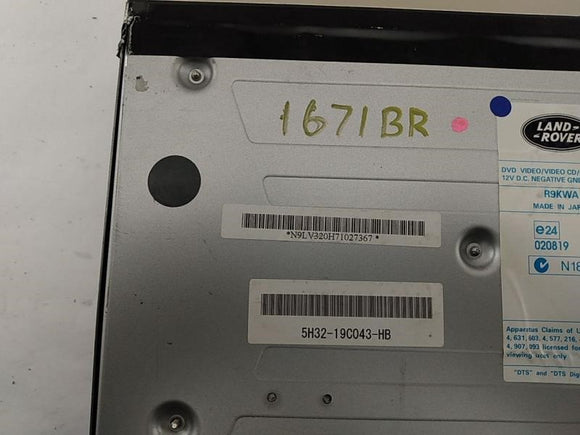 1671BR
LAND-
-ROVER
DVD VIDEO/VIDEO CD/
12V D.C. NEGATIVE
R9KWA
MADE IN JAP
e24
020819
N18
*N9LV320H71027367*
5H32-19C043-HB
Apparatus Claims of U
4, 631, 603, 4, 577, 216,
4, 907, 093 licensed fo
viewing uses only
"DTS" and "DTS Dig